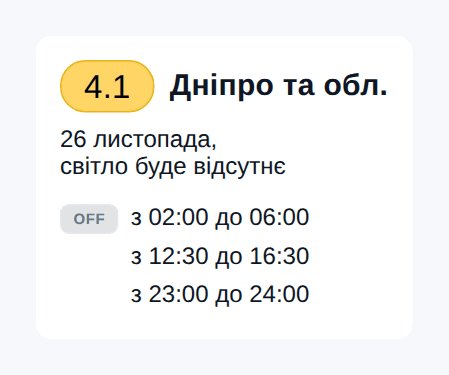 4.1 Дніпро та обл.
26 листопада,
світло буде відсутнє
OFF з 02:00 до 06:00
з 12:30 до 16:30
з 23:00 до 24:00